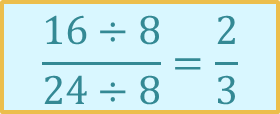 16 ÷ 8
24 ÷ 8 = 2
3